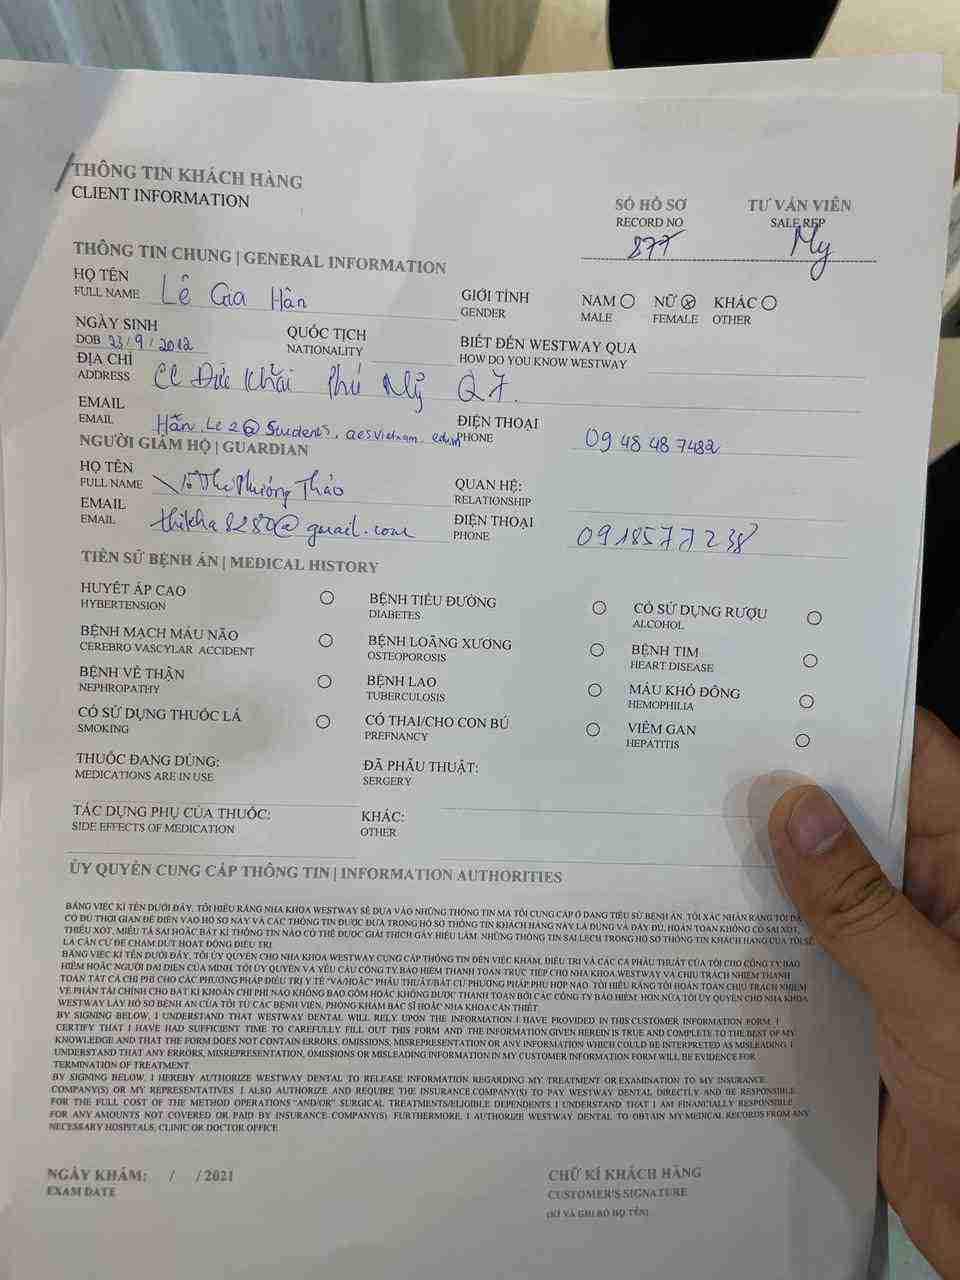 THÔNG TIN KHÁCH HÀNG
CLIENT INFORMATION
SỐ HỒ SƠ TƯ VẤN VIÊN
RECORD NO SALE REP
877 My
THÔNG TIN CHUNG | GENERAL INFORMATION
HỌ TÊN
FULL NAME Lê Gia Hân
GIỚI TÍNH NAM NỮ KHÁC
GENDER MALE FEMALE OTHER
NGÀY SINH QUỐC TỊCH BIẾT ĐẾN WESTWAY QUA
DOB 23/9/2012 NATIONALITY HOW DO YOU KNOW WESTWAY
ĐỊA CHỈ
ADDRESS CC Đức Khải Phú Mỹ Q7.
EMAIL ĐIỆN THOẠI
EMAIL Hân.Le2@students.aesvietnam.edu.vn PHONE 0948487482
NGƯỜI GIÁM HỘ | GUARDIAN
HỌ TÊN QUAN HỆ:
FULL NAME Võ Thị Phương Thảo RELATIONSHIP
EMAIL ĐIỆN THOẠI
EMAIL @gmail.com PHONE 0918577238
TIỀN SỬ BỆNH ÁN | MEDICAL HISTORY
HUYẾT ÁP CAO BỆNH TIỂU ĐƯỜNG CÓ SỬ DỤNG RƯỢU
HYBERTENSION DIABETES ALCOHOL
BỆNH MẠCH MÁU NÃO BỆNH LOÃNG XƯƠNG BỆNH TIM
CEREBRO VASCYLAR ACCIDENT OSTEOPOROSIS HEART DISEASE
BỆNH VỀ THẬN BỆNH LAO MÁU KHÓ ĐÔNG
NEPHROPATHY TUBERCULOSIS HEMOPHILIA
CÓ SỬ DỤNG THUỐC LÁ CÓ THAI/CHO CON BÚ VIÊM GAN
SMOKING PREFNANCY HEPATITIS
THUỐC ĐANG DÙNG: ĐÃ PHẪU THUẬT:
MEDICATIONS ARE IN USE SERGERY
TÁC DỤNG PHỤ CỦA THUỐC: KHÁC:
SIDE EFFECTS OF MEDICATION OTHER
ỦY QUYỀN CUNG CẤP THÔNG TIN | INFORMATION AUTHORITIES
BẰNG VIỆC KÍ TÊN DƯỚI ĐÂY, TÔI HIỂU RẰNG NHA KHOA WESTWAY SẼ DỰA VÀO NHỮNG THÔNG TIN MÀ TÔI CUNG CẤP Ở DẠNG TIỂU SỬ BỆNH ÁN. TÔI XÁC NHẬN RẰNG TÔI ĐÃ
CÓ ĐỦ THỜI GIAN ĐỂ ĐIỀN VÀO HỒ SƠ NÀY VÀ CÁC THÔNG TIN ĐƯỢC ĐƯA TRONG HỒ SƠ THÔNG TIN KHÁCH HÀNG NÀY LÀ ĐÚNG VÀ ĐẦY ĐỦ, HOÀN TOÀN KHÔNG CÓ SAI SÓT,
THIẾU XÓT, MIÊU TẢ SAI HOẶC BẤT KÌ THÔNG TIN NÀO CÓ THỂ ĐƯỢC GIẢI THÍCH GÂY HIỂU LẦM. NHỮNG THÔNG TIN SAI LỆCH TRONG HỒ SƠ THÔNG TIN KHÁCH HÀNG CỦA TÔI SẼ
LÀ CĂN CỨ ĐỂ CHẤM DỨT HOẠT ĐỘNG ĐIỀU TRỊ.
BẰNG VIỆC KÍ TÊN DƯỚI ĐÂY, TÔI ỦY QUYỀN CHO NHA KHOA WESTWAY CUNG CẤP THÔNG TIN ĐẾN VIỆC KHÁM, ĐIỀU TRỊ VÀ CÁC CA PHẪU THUẬT CỦA TÔI CHO CÔNG TY BẢO
HIỂM HOẶC NGƯỜI ĐẠI DIỆN CỦA MÌNH. TÔI ỦY QUYỀN VÀ YÊU CẦU CÔNG TY BẢO HIỂM THANH TOÁN TRỰC TIẾP CHO NHA KHOA WESTWAY VÀ CHỊU TRÁCH NHIỆM THANH
TOÁN TẤT CẢ CHI PHÍ CHO CÁC PHƯƠNG PHÁP ĐIỀU TRỊ Y TẾ "VÀ/HOẶC" PHẪU THUẬT/BẤT CỨ PHƯƠNG PHÁP PHÙ HỢP NÀO. TÔI HIỂU RẰNG TÔI HOÀN TOÀN CHỊU TRÁCH NHIỆM
VỀ PHẦN TÀI CHÍNH CHO BẤT KÌ KHOẢN CHI PHÍ NÀO KHÔNG BAO GỒM HOẶC KHÔNG ĐƯỢC THANH TOÁN BỞI CÁC CÔNG TY BẢO HIỂM. HƠN NỮA TÔI ỦY QUYỀN CHO NHA KHOA
WESTWAY LẤY HỒ SƠ BỆNH ÁN CỦA TÔI TỪ CÁC BỆNH VIỆN, PHÒNG KHÁM BÁC SĨ HOẶC NHA KHOA CẦN THIẾT.
BY SIGNING BELOW, I UNDERSTAND THAT WESTWAY DENTAL WILL RELY UPON THE INFORMATION I HAVE PROVIDED IN THIS CUSTOMER INFORMATION FORM. I
CERTIFY THAT I HAVE HAD SUFFICIENT TIME TO CAREFULLY FILL OUT THIS FORM AND THE INFORMATION GIVEN HEREIN IS TRUE AND COMPLETE TO THE BEST OF MY
KNOWLEDGE AND THAT THE FORM DOES NOT CONTAIN ERRORS, OMISSIONS, MISREPRESENTATION OR ANY INFORMATION WHICH COULD BE INTERPRETED AS MISLEADING. I
UNDERSTAND THAT ANY ERRORS, MISREPRESENTATION, OMISSIONS OR MISLEADING INFORMATION IN MY CUSTOMER INFORMATION FORM WILL BE EVIDENCE FOR
TERMINATION OF TREATMENT.
BY SIGNING BELOW, I HEREBY AUTHORIZE WESTWAY DENTAL TO RELEASE INFORMATION REGARDING MY TREATMENT OR EXAMINATION TO MY INSURANCE
COMPANY(S) OR MY REPRESENTATIVES. I ALSO AUTHORIZE AND REQUIRE THE INSURANCE COMPANY(S) TO PAY WESTWAY DENTAL DIRECTLY AND BE RESPONSIBLE
FOR THE FULL COST OF THE METHOD OPERATIONS "AND/OR" SURGICAL TREATMENTS/ELIGIBLE DEPENDENTS. I UNDERSTAND THAT I AM FINANCIALLY RESPONSIBLE
FOR ANY AMOUNTS NOT COVERED OR PAID BY INSURANCE COMPANY(S). FURTHERMORE, I AUTHORIZE WESTWAY DENTAL TO OBTAIN MY MEDICAL RECORDS FROM ANY
NECESSARY HOSPITALS, CLINIC OR DOCTOR OFFICE.
NGÀY KHÁM: / / 2021 CHỮ KÍ KHÁCH HÀNG
EXAM DATE CUSTOMER'S SIGNATURE
(KÍ VÀ GHI RÕ HỌ TÊN)